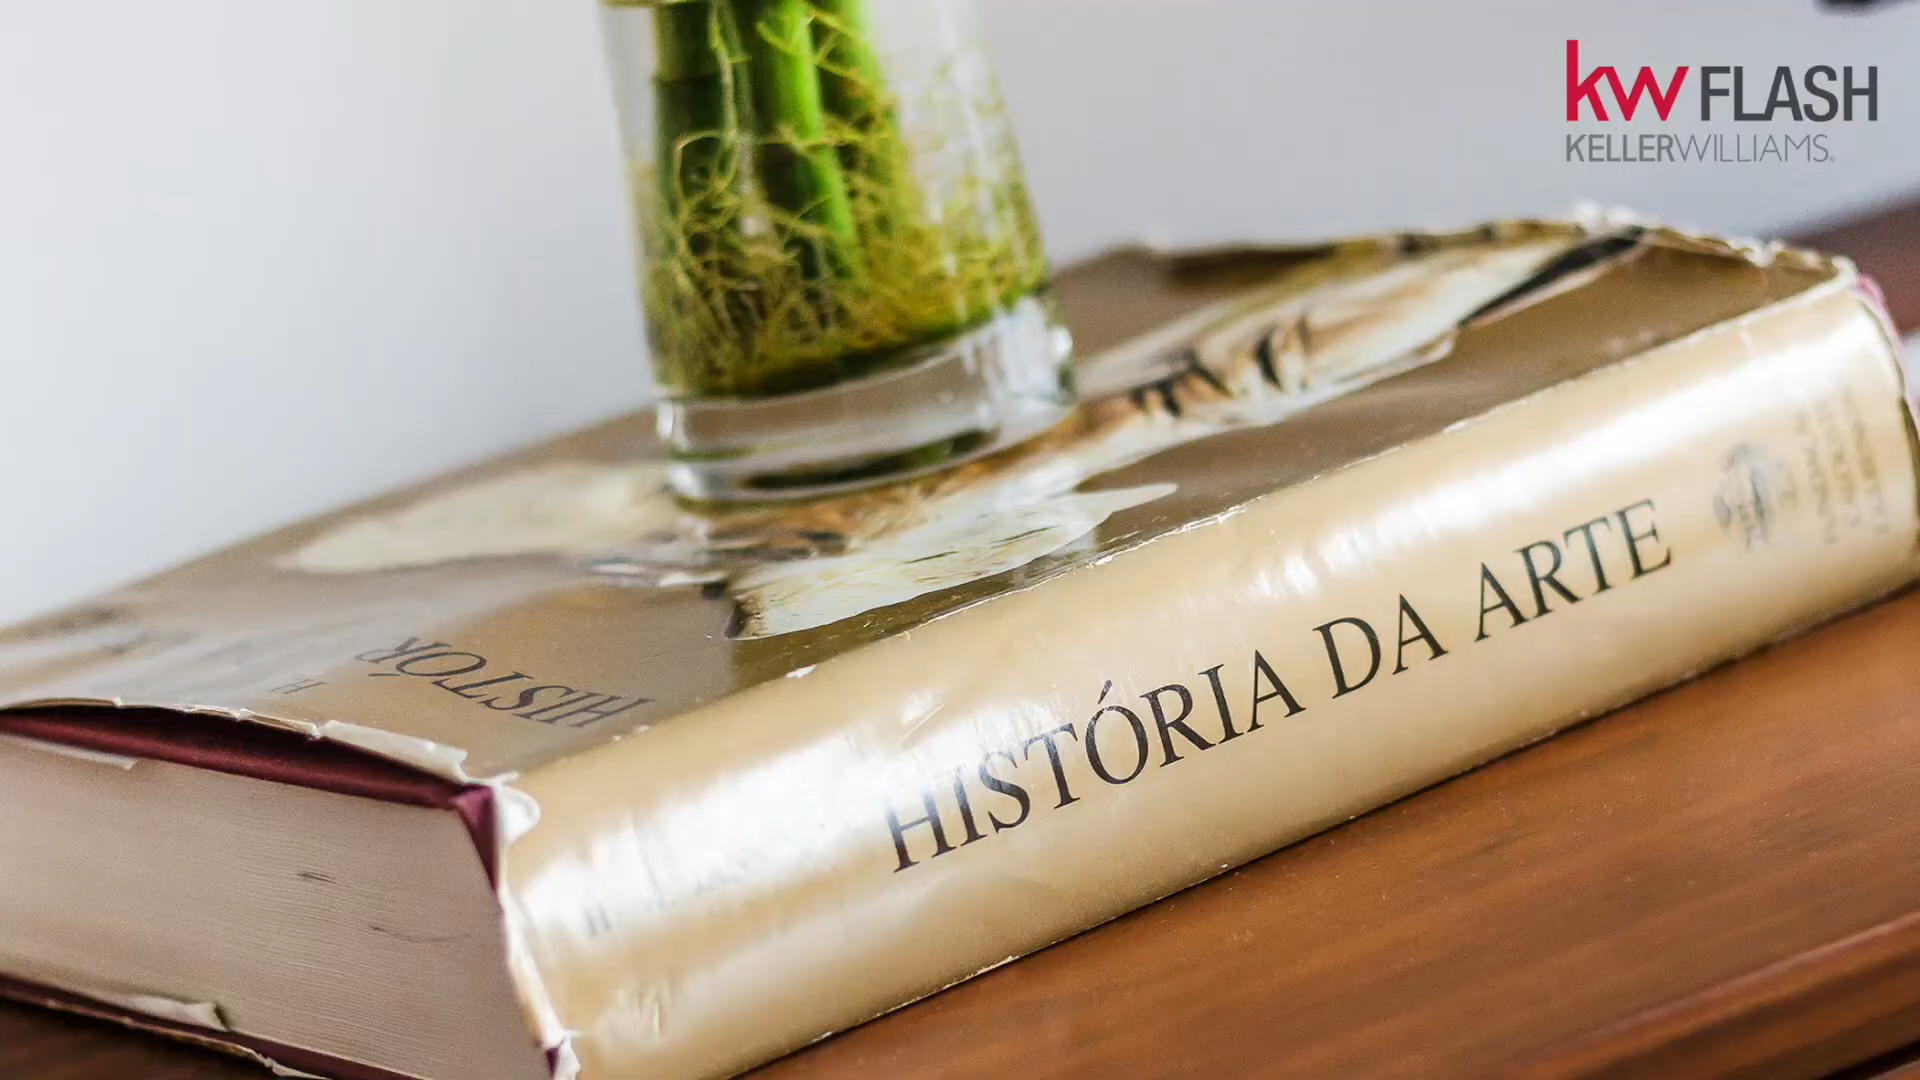 kw FLASH
KELLERWILLIAMS
HISTÓR
H
HISTÓRIA DA ARTE